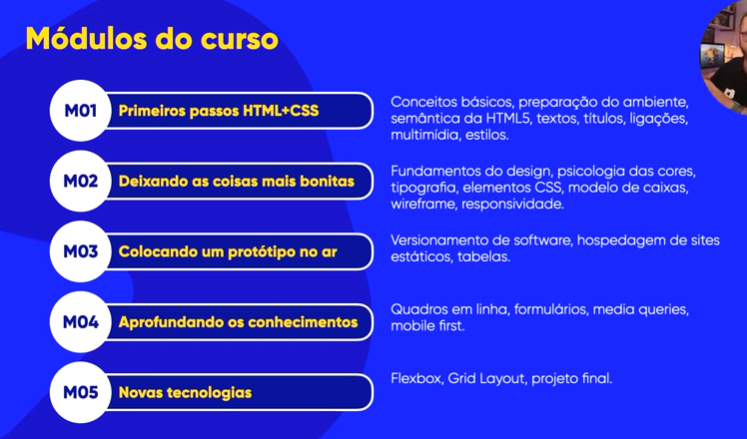 Módulos do curso
M01
Primeiros passos HTML+CSS
Conceitos básicos, preparação do ambiente,
semântica da HTML5, textos, títulos, ligações,
multimídia, estilos.
M02
Deixando as coisas mais bonitas
Fundamentos do design, psicologia das cores,
tipografia, elementos CSS, modelo de caixas,
wireframe, responsividade.
M03
Colocando um protótipo no ar
Versionamento de software, hospedagem de sites
estáticos, tabelas.
M04
Aprofundando os conhecimentos
Quadros em linha, formulários, media queries,
mobile first.
M05
Novas tecnologias
Flexbox, Grid Layout, projeto final.